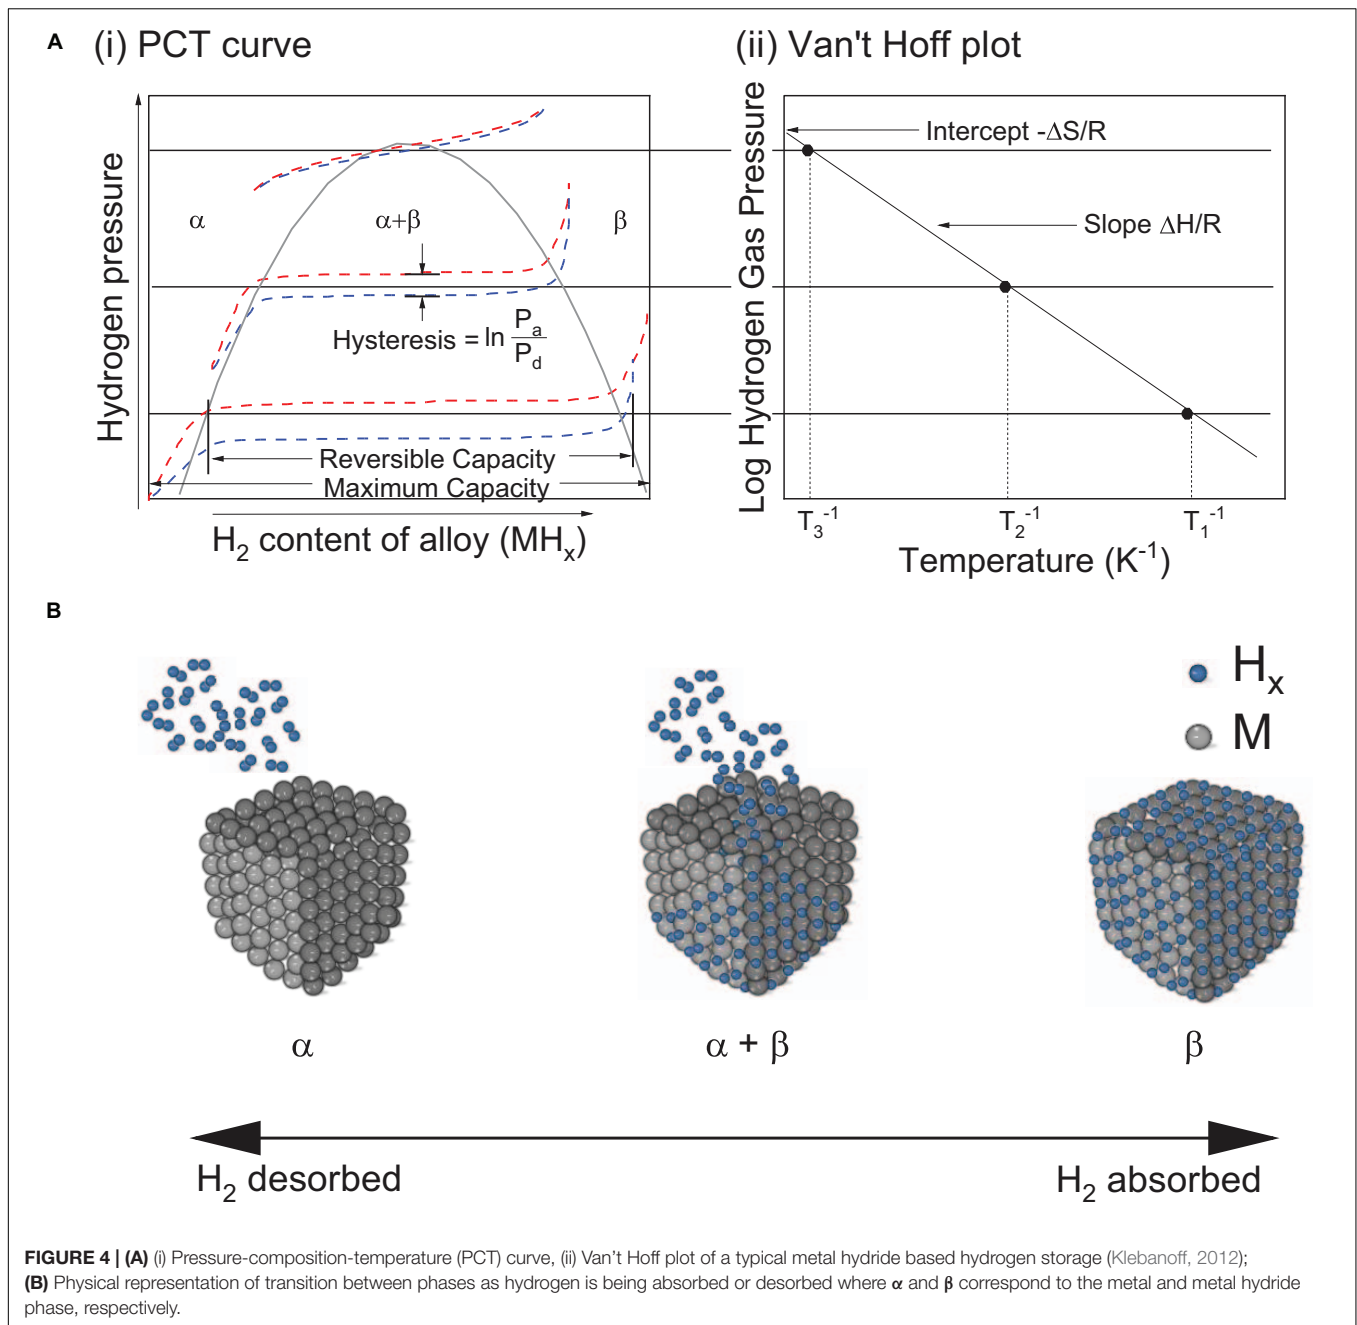 A
(i) PCT curve
(ii) Van't Hoff plot
Hydrogen pressure
α
α+β
β
Hysteresis = ln P_a/P_d
Reversible Capacity
Maximum Capacity
H₂ content of alloy (MHₓ)
Log Hydrogen Gas Pressure
Intercept -ΔS/R
Slope ΔH/R
T₃⁻¹
T₂⁻¹
T₁⁻¹
Temperature (K⁻¹)
B
Hₓ
M
α
α + β
β
H₂ desorbed
H₂ absorbed
FIGURE 4 | (A) (i) Pressure-composition-temperature (PCT) curve, (ii) Van’t Hoff plot of a typical metal hydride based hydrogen storage (Klebanoff, 2012);
(B) Physical representation of transition between phases as hydrogen is being absorbed or desorbed where α and β correspond to the metal and metal hydride
phase, respectively.